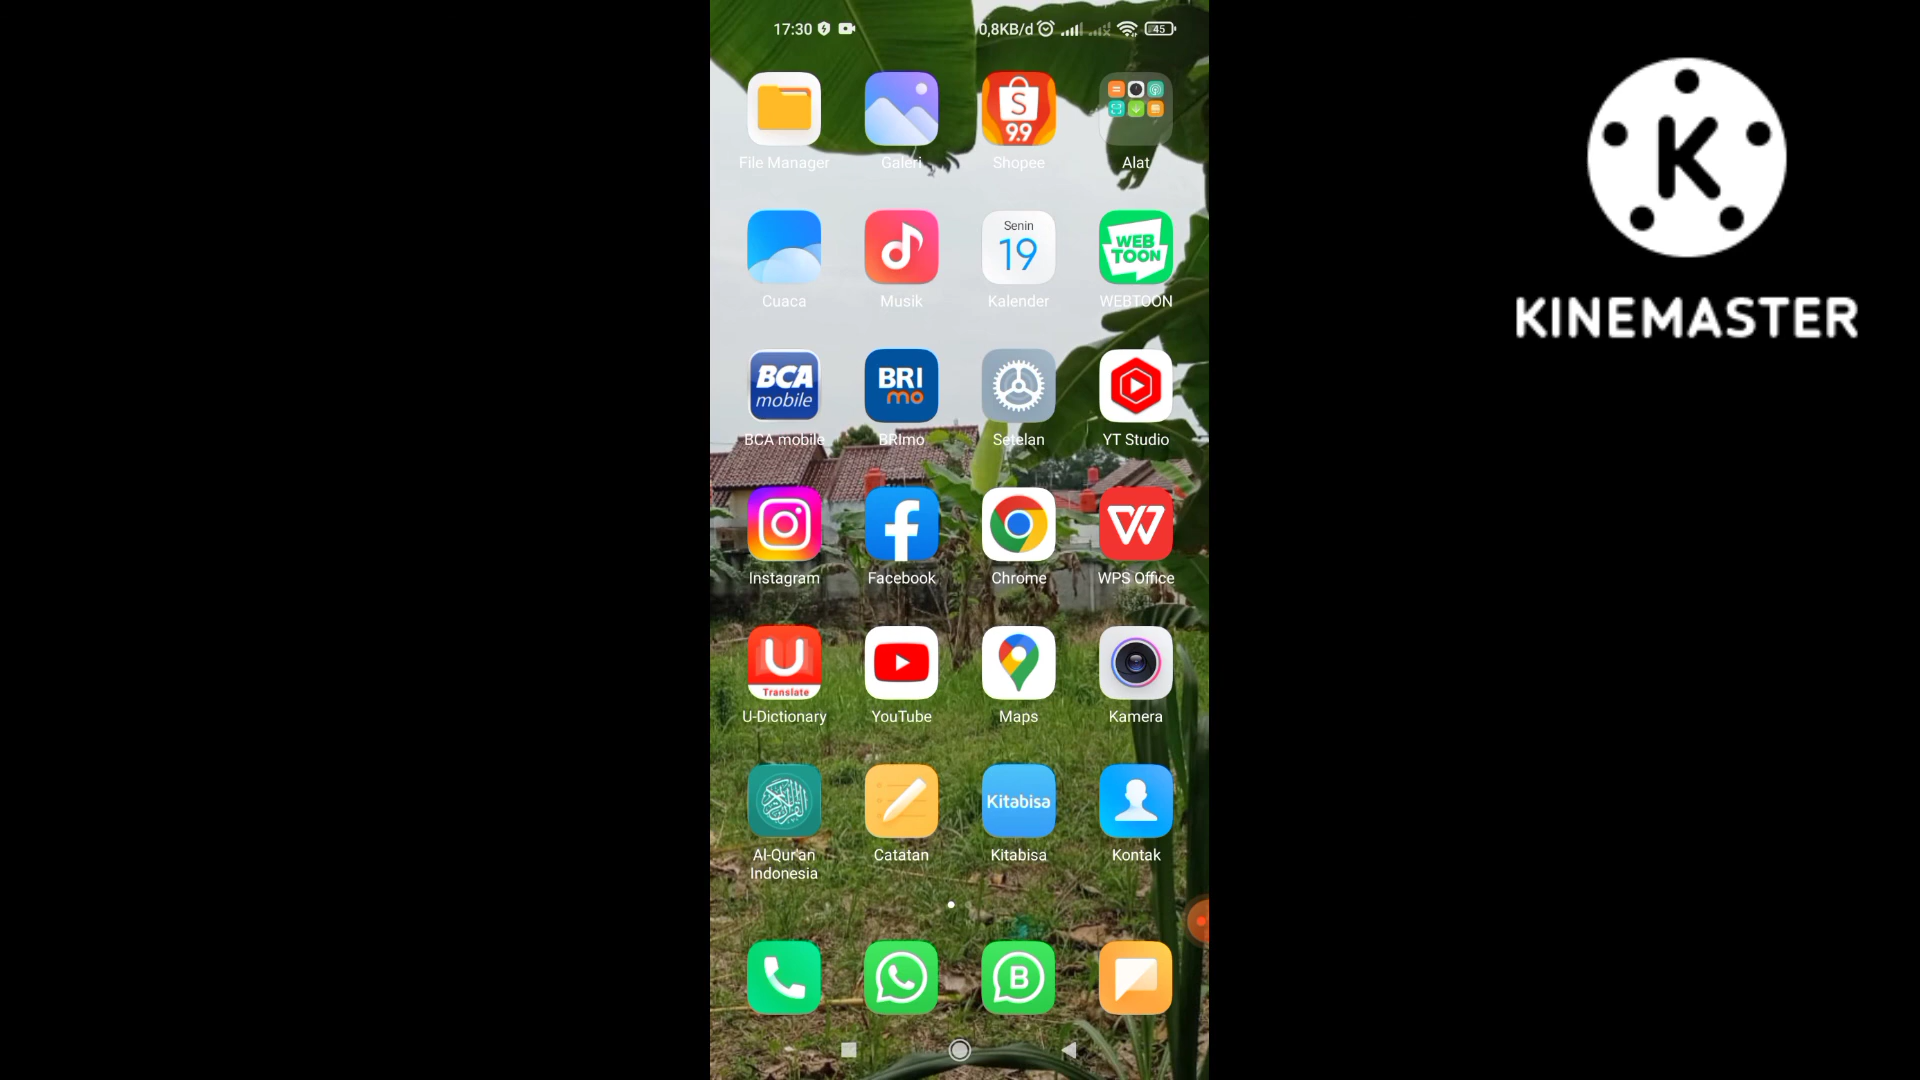 17:30
0,8KB/d
45
S
9.9
File Manager
Galeri
Shopee
Alat
Senin
19
WEB
TOON
Cuaca
Musik
Kalender
WEBTOON
BCA
mobile
BRI
mo
BCA mobile
BRImo
Setelan
YT Studio
Instagram
Facebook
Chrome
WPS Office
U
Translate
U-Dictionary
YouTube
Maps
Kamera
Kitabisa
Al-Qur'an
Indonesia
Catatan
Kitabisa
Kontak
B
K
KINEMASTER